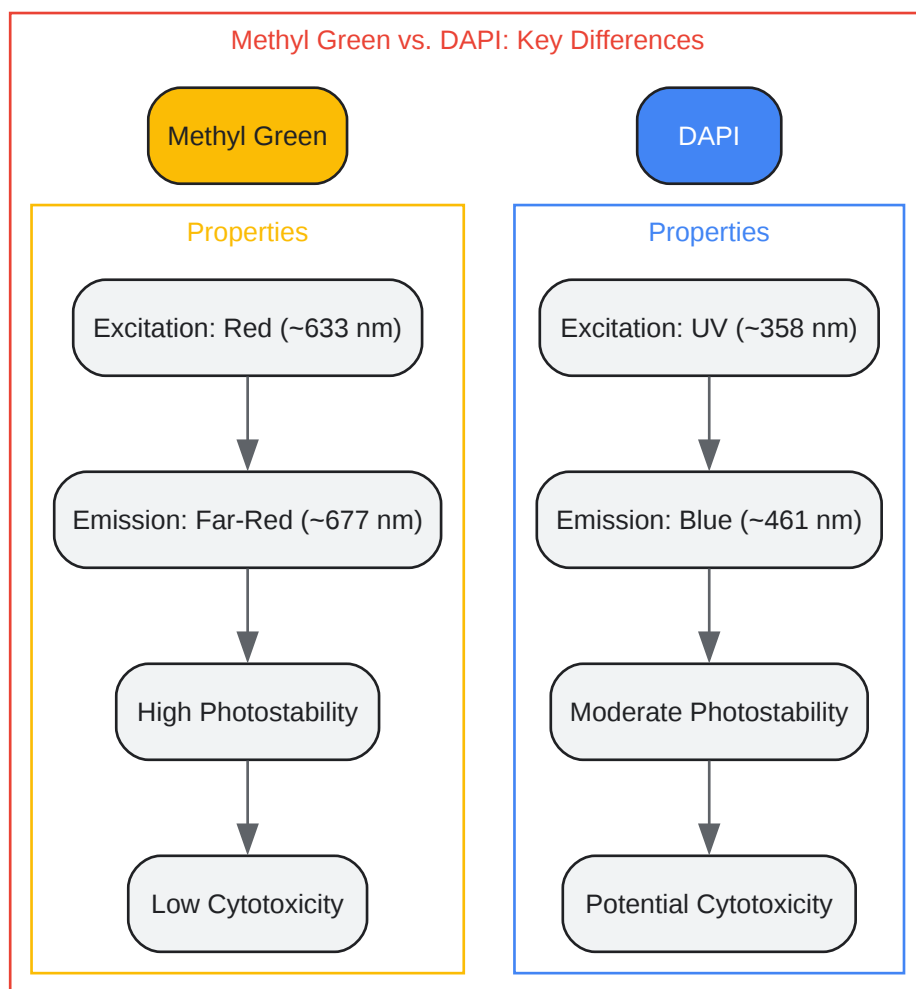 Methyl Green vs. DAPI: Key Differences
Methyl Green
DAPI
Properties
Excitation: Red (~633 nm)
Emission: Far-Red (~677 nm)
High Photostability
Low Cytotoxicity
Properties
Excitation: UV (~358 nm)
Emission: Blue (~461 nm)
Moderate Photostability
Potential Cytotoxicity